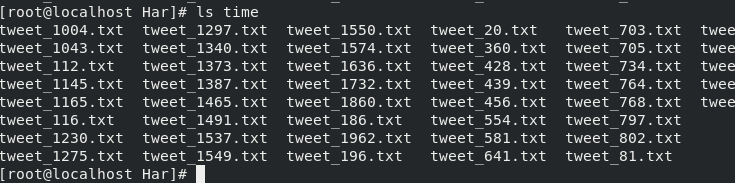 [root@localhost Har]# ls time
tweet_1004.txt tweet_1297.txt tweet_1550.txt tweet_20.txt tweet_703.txt twee
tweet_1043.txt tweet_1340.txt tweet_1574.txt tweet_360.txt tweet_705.txt twee
tweet_112.txt tweet_1373.txt tweet_1636.txt tweet_428.txt tweet_734.txt twee
tweet_1145.txt tweet_1387.txt tweet_1732.txt tweet_439.txt tweet_764.txt twee
tweet_1165.txt tweet_1465.txt tweet_1860.txt tweet_456.txt tweet_768.txt twee
tweet_116.txt tweet_1491.txt tweet_186.txt tweet_554.txt tweet_797.txt
tweet_1230.txt tweet_1537.txt tweet_1962.txt tweet_581.txt tweet_802.txt
tweet_1275.txt tweet_1549.txt tweet_196.txt tweet_641.txt tweet_81.txt
[root@localhost Har]#